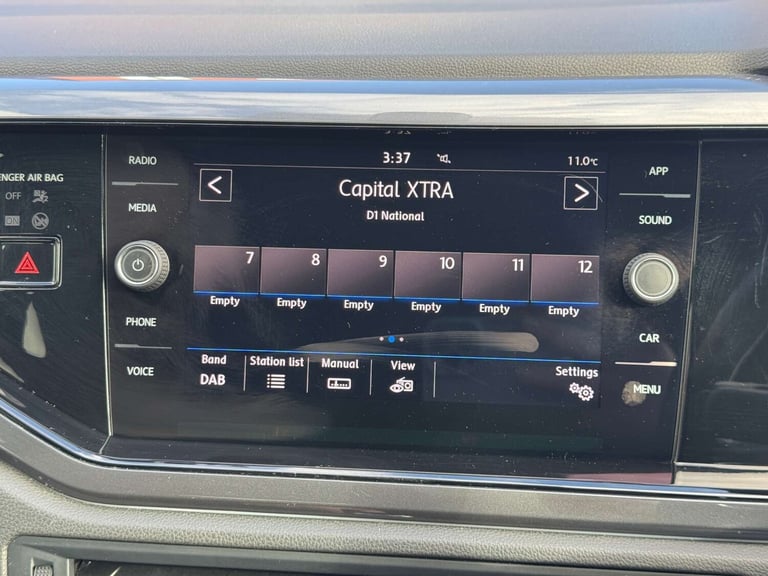 RADIO
MEDIA
PHONE
VOICE
ENGER AIR BAG
OFF
ON
3:37
11.0°C
<
Capital XTRA
>
D1 National
7 8 9 10 11 12
Empty Empty Empty Empty Empty Empty
Band Station list Manual View Settings
DAB
APP
SOUND
CAR
MENU